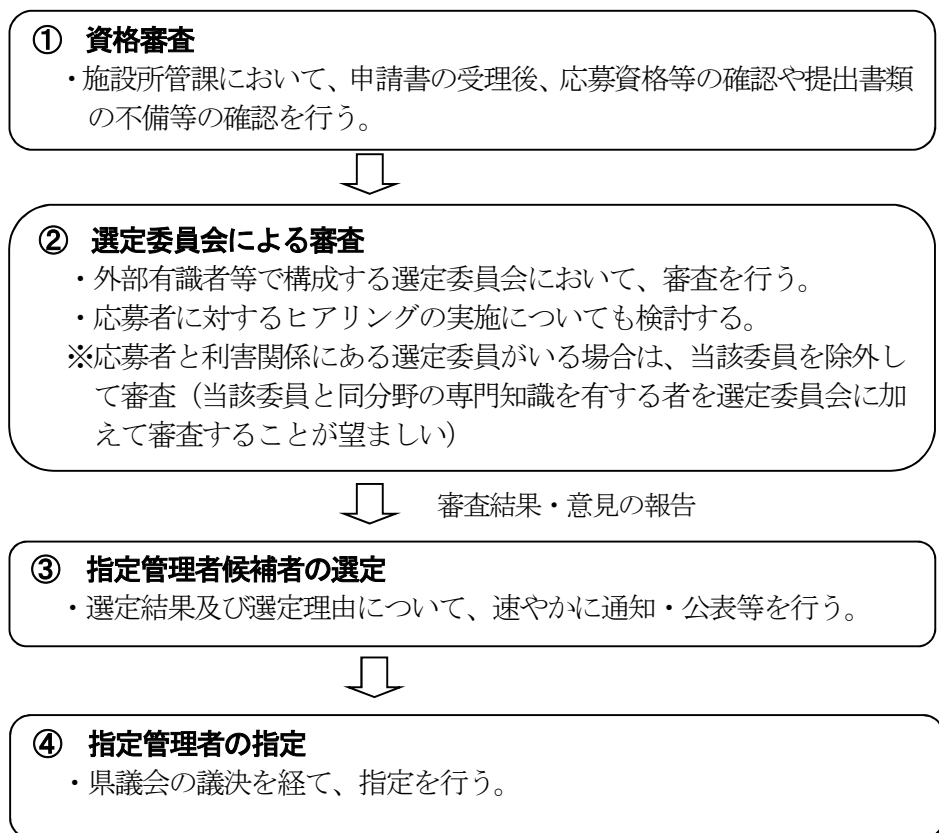 ① 資格審査
・施設所管課において、申請書の受理後、応募資格等の確認や提出書類
の不備等の確認を行う。
② 選定委員会による審査
・外部有識者等で構成する選定委員会において、審査を行う。
・応募者に対するヒアリングの実施についても検討する。
※応募者と利害関係にある選定委員がいる場合は、当該委員を除外し
て審査（当該委員と同分野の専門知識を有する者を選定委員会に加
えて審査することが望ましい）
審査結果・意見の報告
③ 指定管理者候補者の選定
・選定結果及び選定理由について、速やかに通知・公表等を行う。
④ 指定管理者の指定
・県議会の議決を経て、指定を行う。